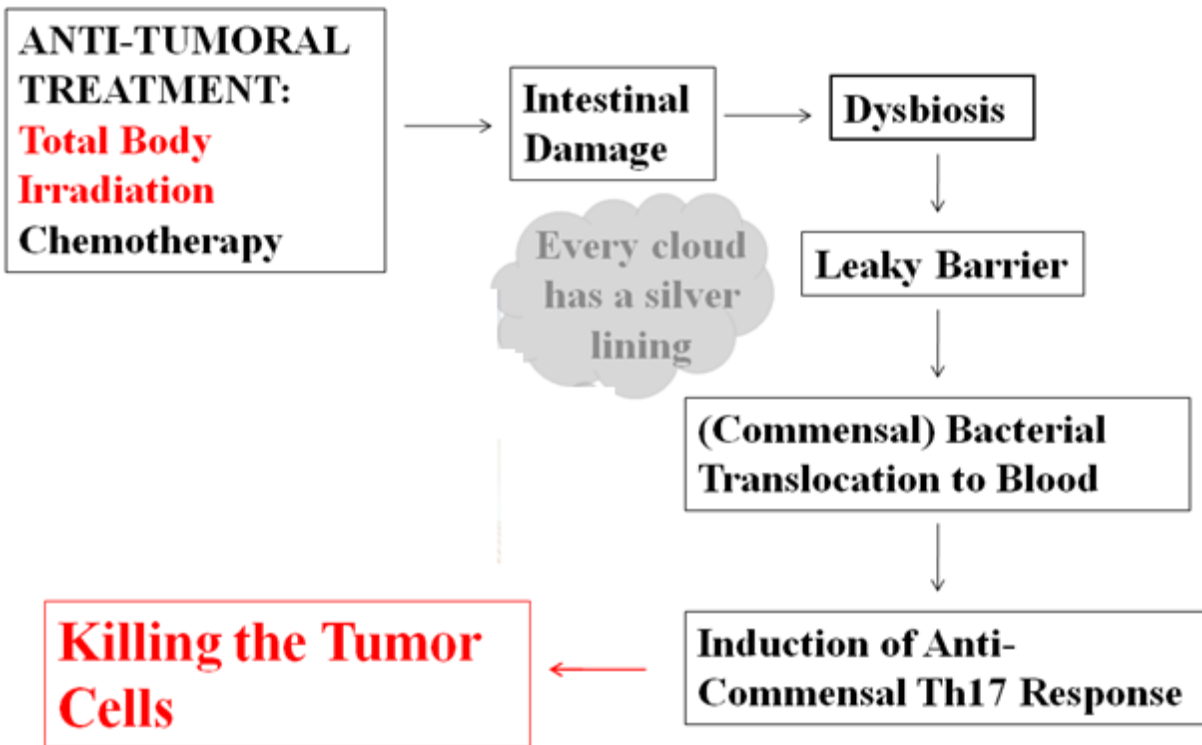 ANTI-TUMORAL
TREATMENT:
Total Body
Irradiation
Chemotherapy
Intestinal
Damage
Dysbiosis
Every cloud
has a silver
lining
Leaky Barrier
(Commensal) Bacterial
Translocation to Blood
Induction of Anti-
Commensal Th17 Response
Killing the Tumor
Cells